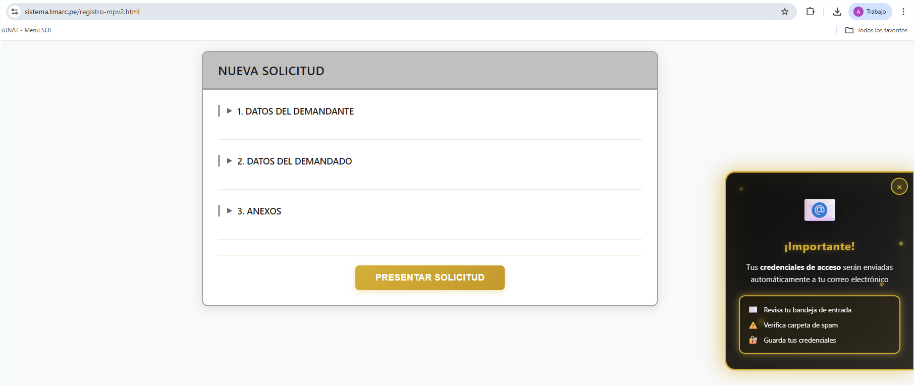 sistema.tmarc.pe/registro-mpv2.html
A Trabajo
SUNAT - Menú SOL
Todos los favoritos
NUEVA SOLICITUD
▶ 1. DATOS DEL DEMANDANTE
▶ 2. DATOS DEL DEMANDADO
▶ 3. ANEXOS
PRESENTAR SOLICITUD
×
@
¡Importante!
Tus credenciales de acceso serán enviadas
automáticamente a tu correo electrónico
Revisa tu bandeja de entrada
Verifica carpeta de spam
Guarda tus credenciales